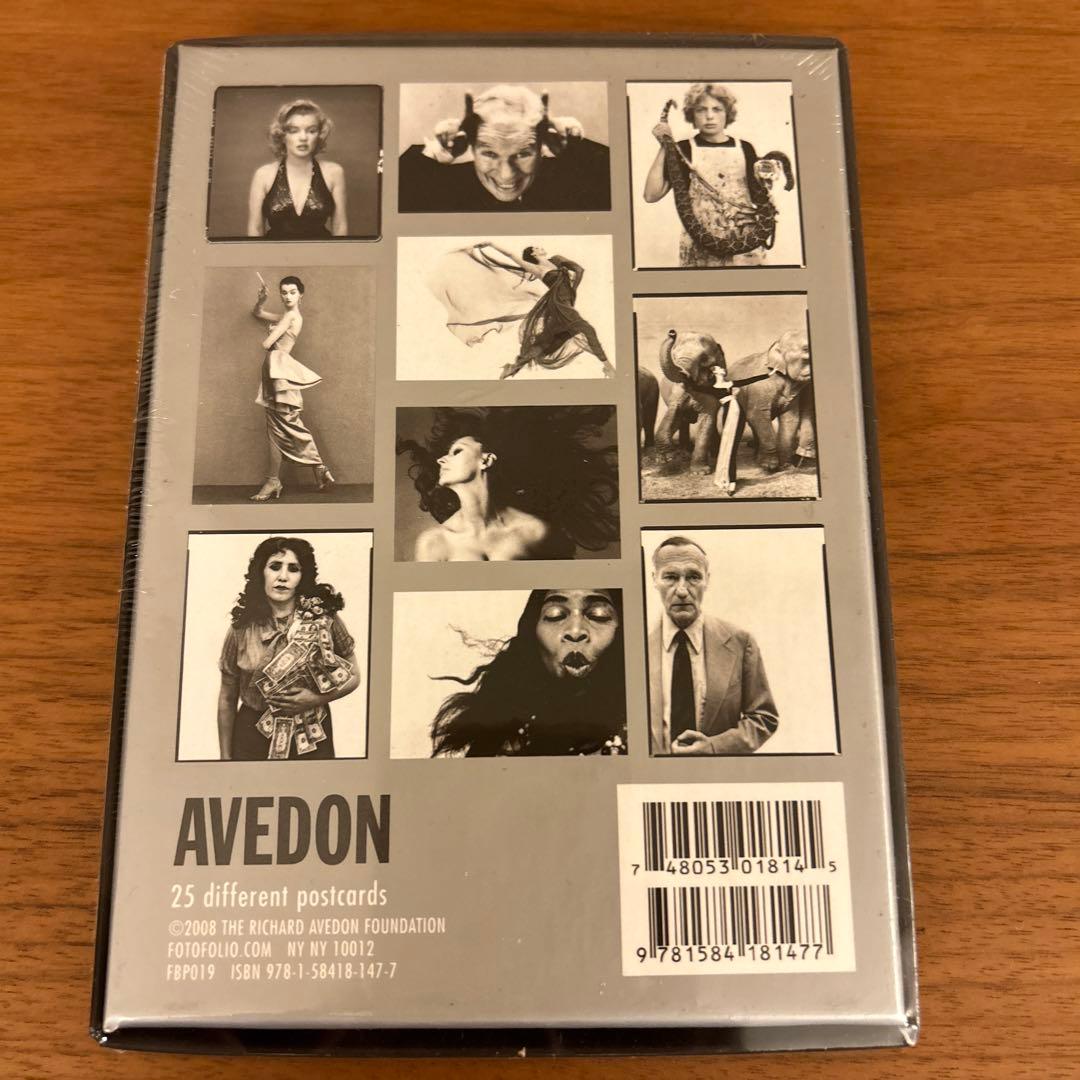 AVEDON
25 different postcards
©2008 THE RICHARD AVEDON FOUNDATION
FOTOFOLIO.COM NY NY 10012
FBP019 ISBN 978-1-58418-147-7
7 48053 01814 5
9 781584 181477